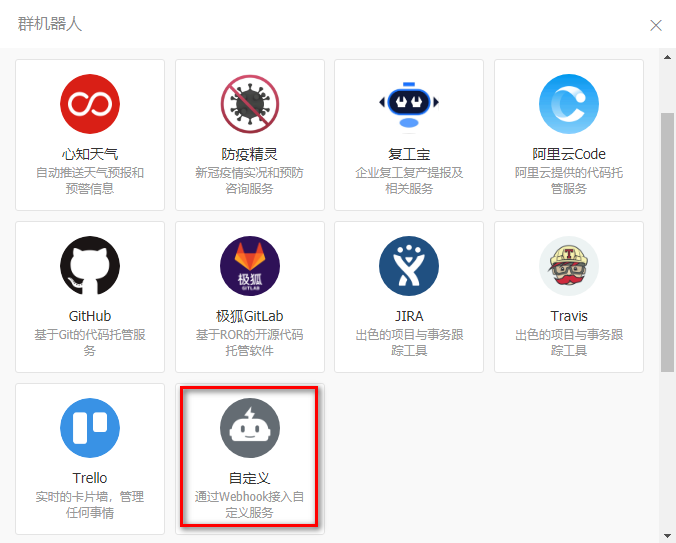 群机器人
心知天气
自动推送天气预报和
预警信息
防疫精灵
新冠疫情实况和预防
咨询服务
复工宝
企业复工复产提报及
相关服务
阿里云Code
阿里云提供的代码托
管服务
GitHub
基于Git的代码托管服
务
极狐
GITLAB
极狐GitLab
基于ROR的开源代码
托管软件
JIRA
出色的项目与事务跟
踪工具
T
Travis
出色的项目与事务跟
踪工具
Trello
实时的卡片墙，管理
任何事情
自定义
通过Webhook接入自
定义服务